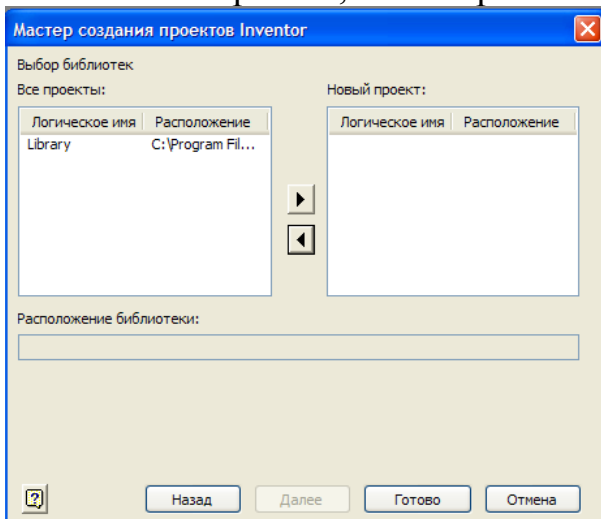 Мастер создания проектов Inventor
Выбор библиотек
Все проекты:
Новый проект:
Логическое имя Расположение
Логическое имя Расположение
Library C:\Program Fil...
Расположение библиотеки:
Назад Далее Готово Отмена